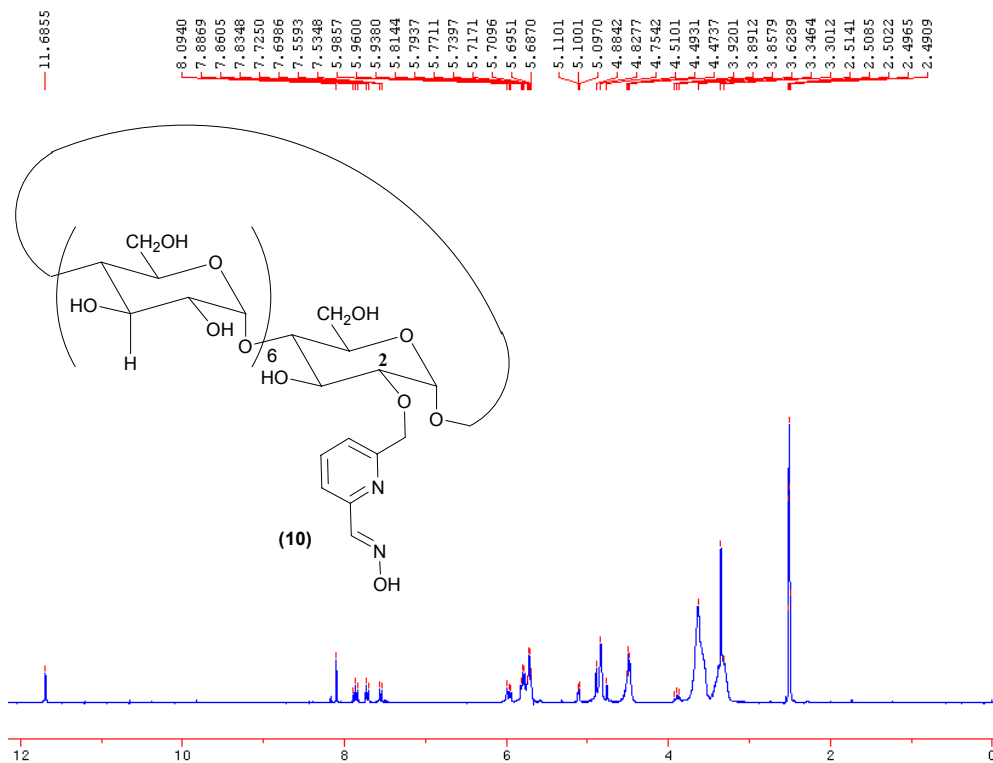 11.6855
8.0940
7.8869
7.8605
7.8348
7.7250
7.6986
7.5593
7.5348
5.9857
5.9600
5.9380
5.8144
5.7937
5.7711
5.7397
5.7171
5.7096
5.6951
5.6870
5.1101
5.1001
5.0970
4.8842
4.8277
4.7542
4.5101
4.4931
4.4737
3.9201
3.8912
3.8579
3.6289
3.3464
3.3012
2.5141
2.5085
2.5022
2.4965
2.4909
CH2OH
O
HO
OH
H
O
6
CH2OH
O
HO
2
O
O
N
(10)
N
OH
12 10 8 6 4 2 0